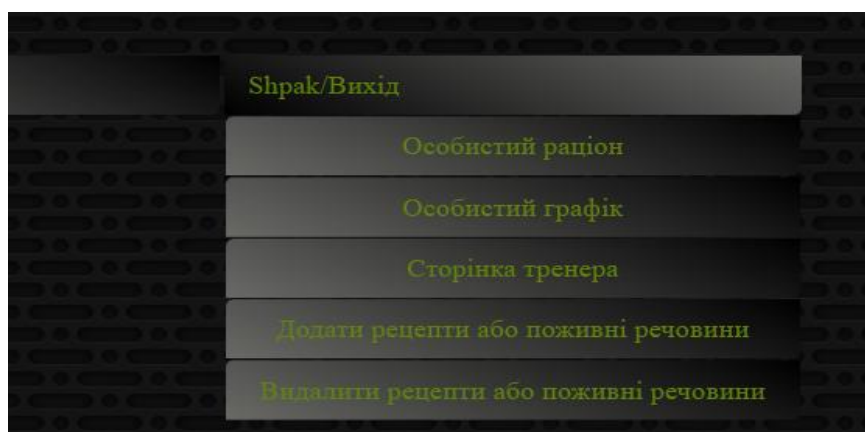 Shpak/Вихід
Особистий раціон
Особистий графік
Сторінка тренера
Додати рецепти або поживні речовини
Видалити рецепти або поживні речовини